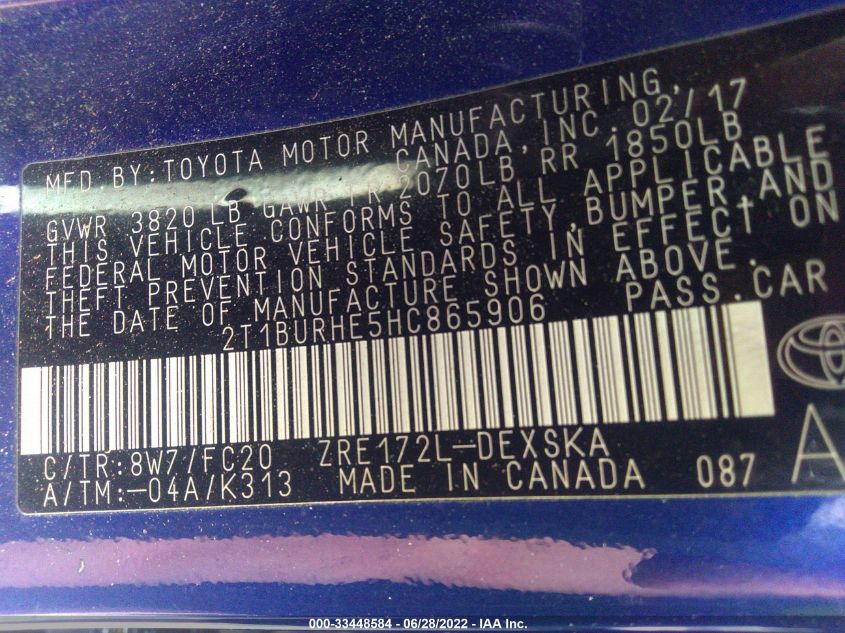 MFD.BY:TOYOTA MOTOR MANUFACTURING,
CANADA,INC.02/17
GVWR 3820 LB GAWR FR 2070LB RR 1850LB
THIS VEHICLE CONFORMS TO ALL APPLICABLE
FEDERAL MOTOR VEHICLE SAFETY,BUMPER,AND
THEFT PREVENTION STANDARDS IN EFFECT ON
THE DATE OF MANUFACTURE SHOWN ABOVE.
2T1BURHE5HC865906 PASS.CAR
C/TR:8W7/FC20 ZRE172L-DEXSKA
A/TM:-04A/K313 MADE IN CANADA 087 A
000-33448584 - 06/28/2022 - IAA Inc.